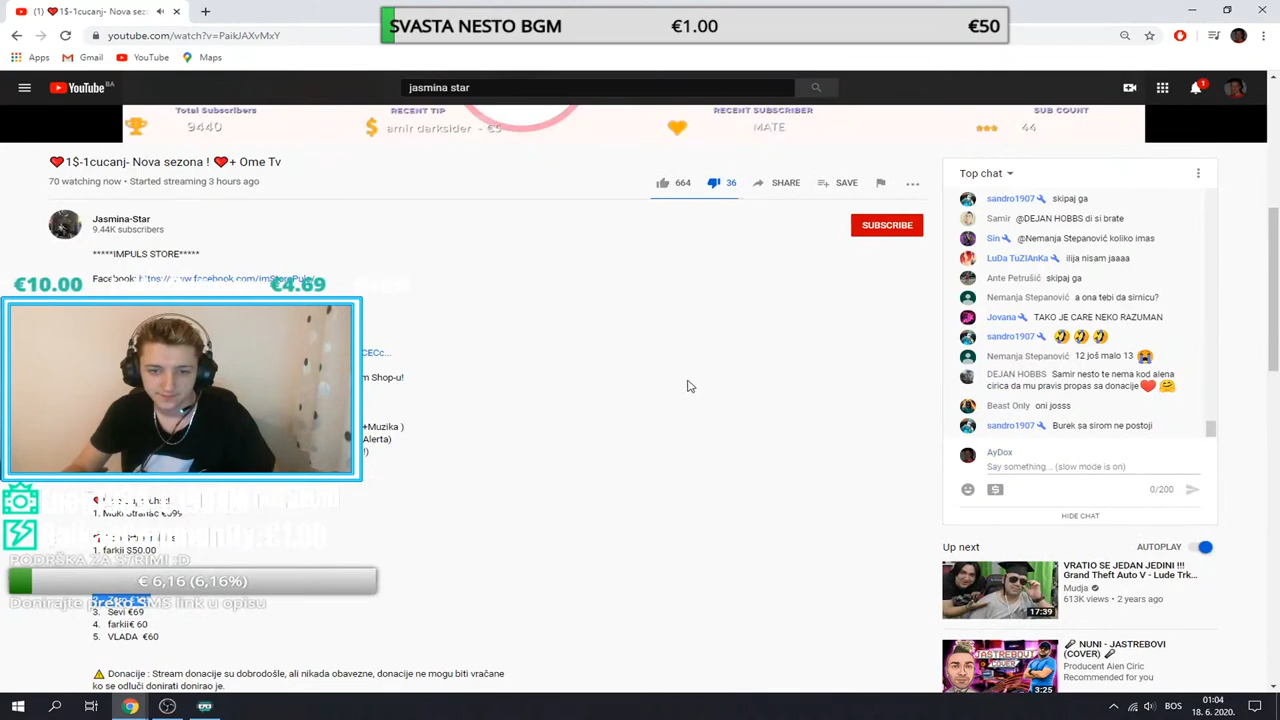 (1) ❤️1$-1cucanj- Nova sez
youtube.com/watch?v=PaikJAXvMxY
SVASTA NESTO BGM €1.00 €50
Apps Gmail YouTube Maps
YouTube BA
jasmina star
1
Total Subscribers
9440
RECENT TIP
amir darksider - €5
RECENT SUBSCRIBER
MATE
SUB COUNT
44
❤️1$-1cucanj- Nova sezona ! ❤️+ Ome Tv
70 watching now • Started streaming 3 hours ago
664 36 SHARE SAVE
Jasmina-Star
9.44K subscribers
SUBSCRIBE
*****IMPULS STORE*****
€10.00 €4.69
CECc...
m Shop-u!
+Muzika )
Alerta)
!)
1. farkii $50.00
PODRŠKA ZA STRIM! :D
€ 6,16 (6,16%)
Donirajte preko SMS link u opisu
3. Sevi €69
4. farkii€ 60
5. VLADA €60
⚠ Donacije : Stream donacije su dobrodošle, ali nikada obavezne, donacije ne mogu biti vraćane
ko se odluči donirati donirao je.
Top chat
sandro1907 skipaj ga
Samir @DEJAN HOBBS di si brate
Sin @Nemanja Stepanović koliko imas
LuDa TuZlAnKa ilija nisam jaaaa
Ante Petrušić skipaj ga
Nemanja Stepanović a ona tebi da sirnicu?
Jovana TAKO JE CARE NEKO RAZUMAN
sandro1907 🤣 🤣 🤣
Nemanja Stepanović 12 još malo 13 😭
DEJAN HOBBS Samir nesto te nema kod alena
cirica da mu pravis propas sa donacije❤️ 🤗
Beast Only oni josss
sandro1907 Burek sa sirom ne postoji
AyDox
Say something... (slow mode is on)
0/200
HIDE CHAT
Up next AUTOPLAY
VRATIO SE JEDAN JEDINI !!!
Grand Theft Auto V - Lude Trk...
Mudja
613K views • 2 years ago
17:39
🎤 NUNI - JASTREBOVI
(COVER) 🎤
Producent Alen Ciric
Recommended for you
JASTREBOVI
COVER
3:25
BOS
01:04
18. 6. 2020.